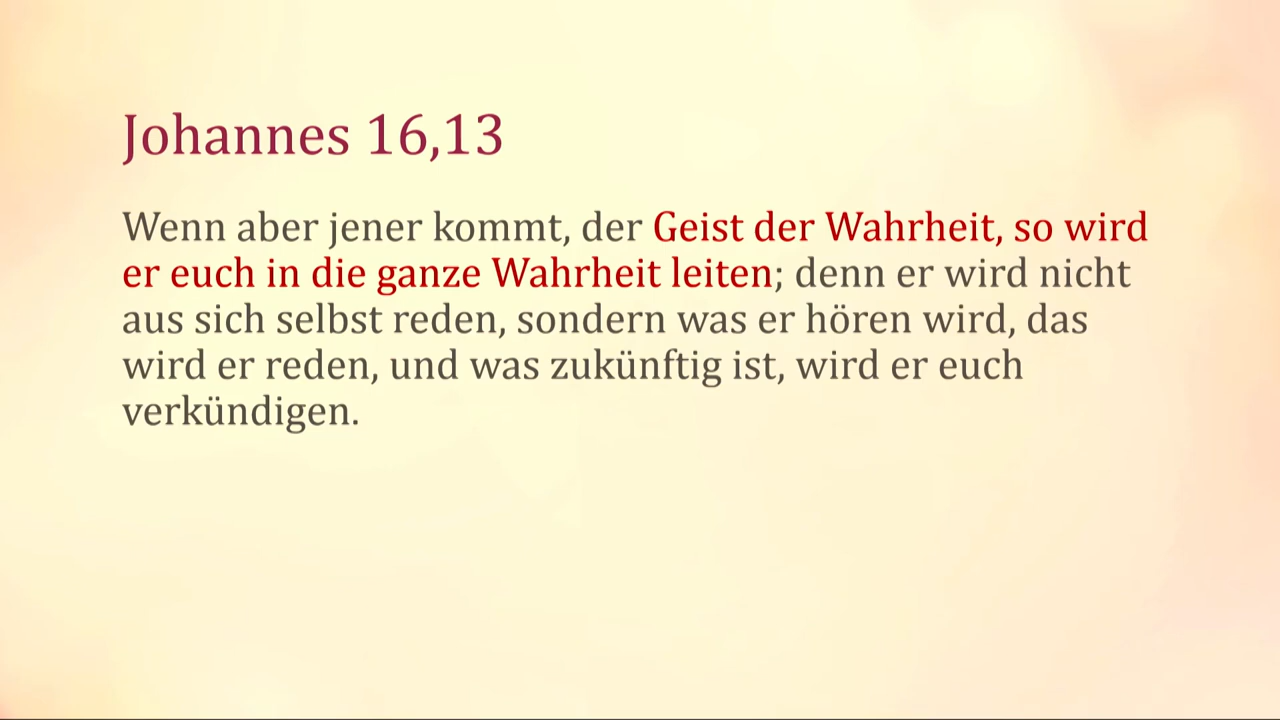 Johannes 16,13
Wenn aber jener kommt, der Geist der Wahrheit, so wird
er euch in die ganze Wahrheit leiten; denn er wird nicht
aus sich selbst reden, sondern was er hören wird, das
wird er reden, und was zukünftig ist, wird er euch
verkündigen.